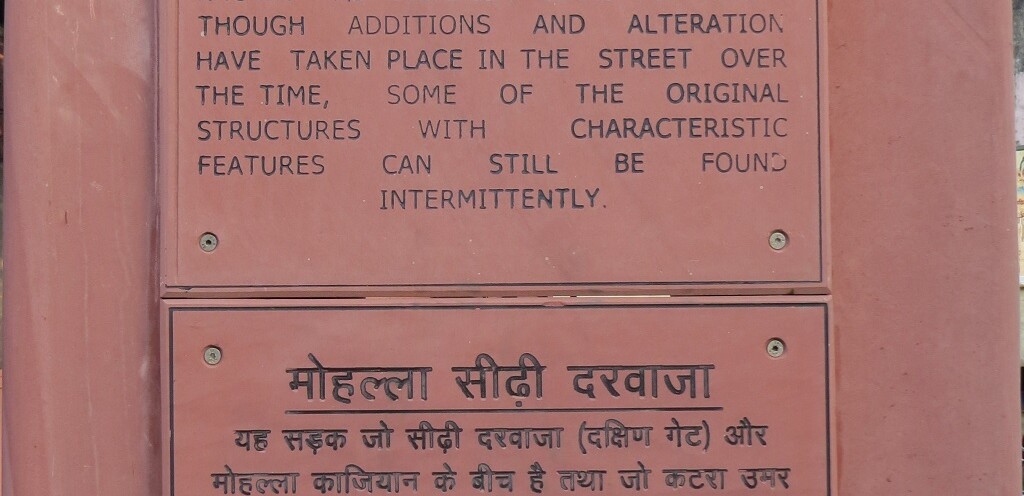 THOUGH ADDITIONS AND ALTERATION
HAVE TAKEN PLACE IN THE STREET OVER
THE TIME, SOME OF THE ORIGINAL
STRUCTURES WITH CHARACTERISTIC
FEATURES CAN STILL BE FOUND
INTERMITTENTLY.
मोहल्ला सीढ़ी दरवाजा
यह सड़क जो सीढ़ी दरवाजा (दक्षिण गेट) और
मोहल्ला काजियान के बीच है तथा जो कटरा उमर